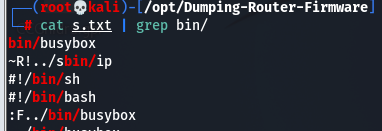 (root💀kali)-[/opt/Dumping-Router-Firmware]
# cat s.txt | grep bin/
bin/busybox
~R!../sbin/ip
#!/bin/sh
#!/bin/bash
:F../bin/busybox